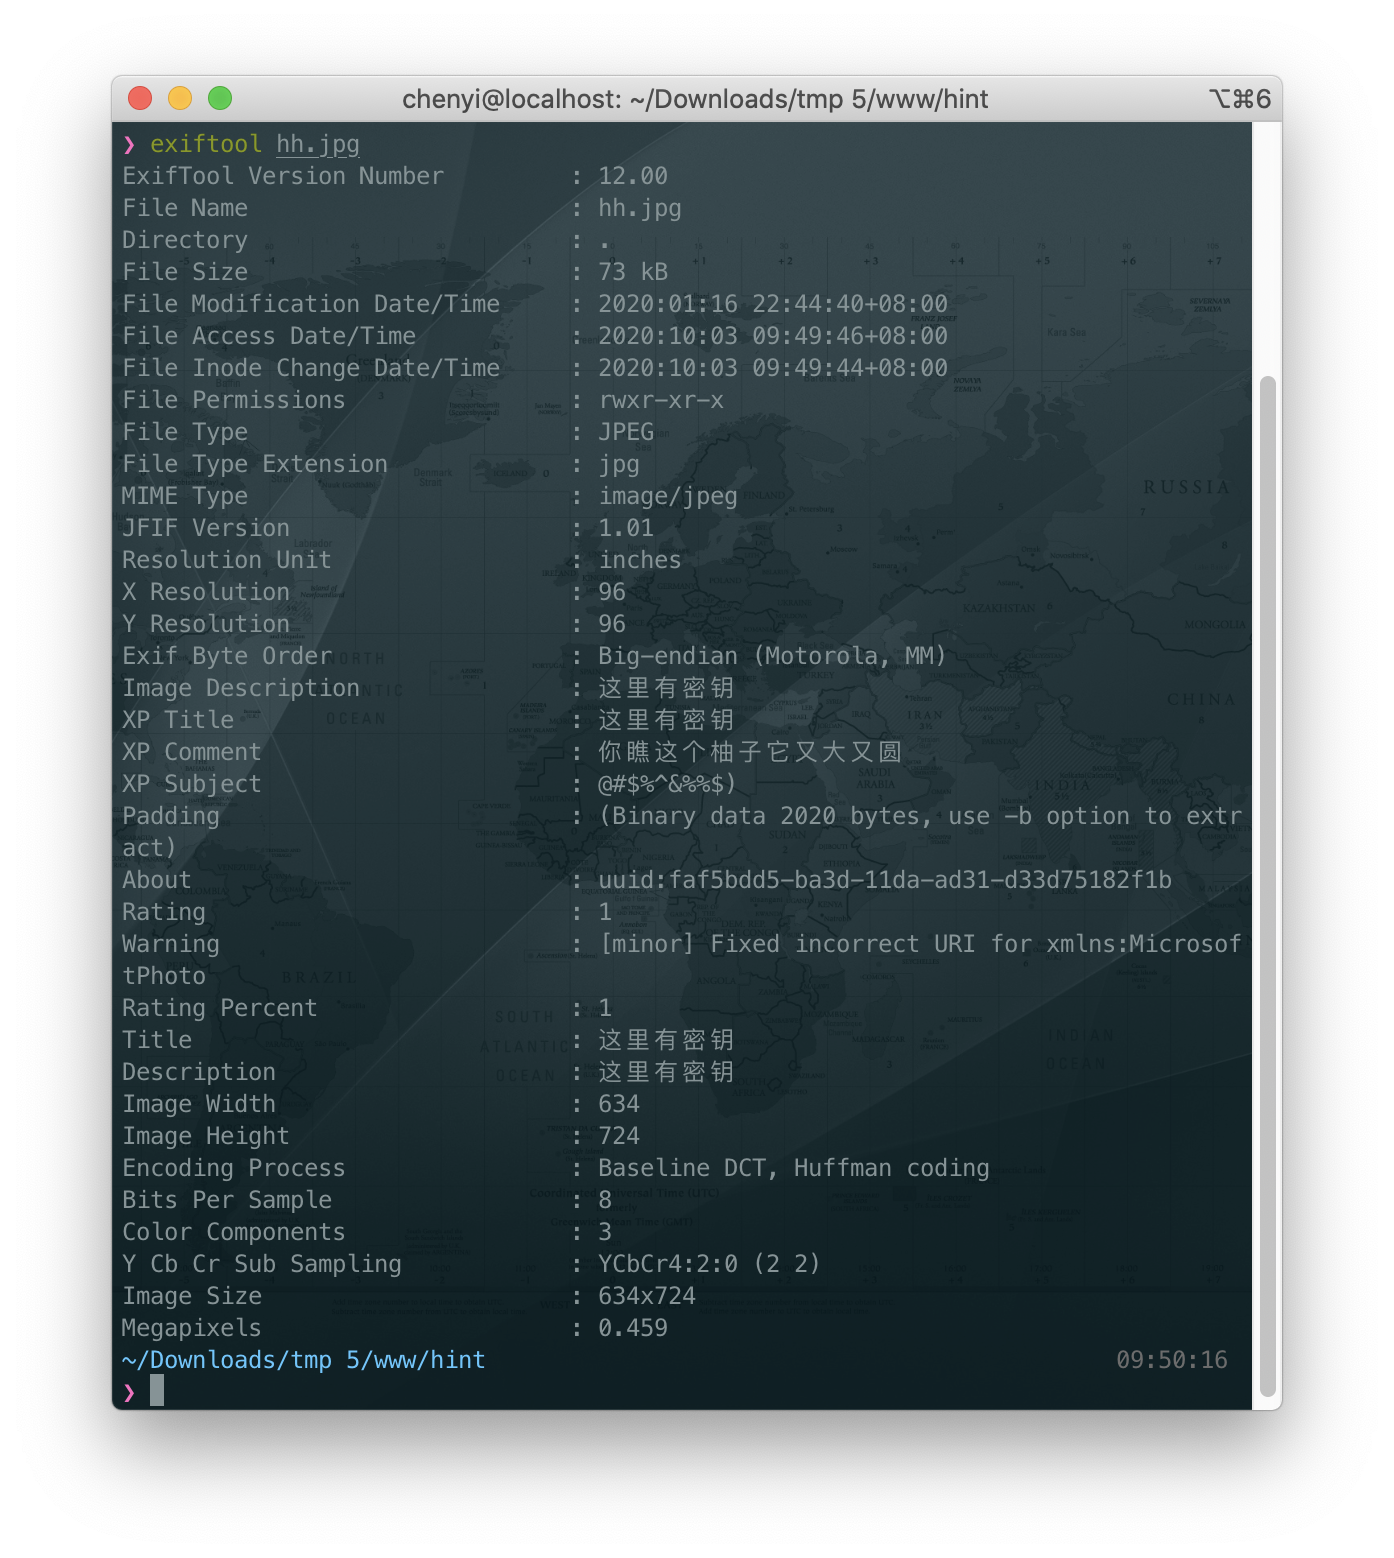 chenyi@localhost: ~/Downloads/tmp 5/www/hint ⌥⌘6
❯ exiftool hh.jpg
ExifTool Version Number : 12.00
File Name : hh.jpg
Directory : .
File Size : 73 kB
File Modification Date/Time : 2020:01:16 22:44:40+08:00
File Access Date/Time : 2020:10:03 09:49:46+08:00
File Inode Change Date/Time : 2020:10:03 09:49:44+08:00
File Permissions : rwxr-xr-x
File Type : JPEG
File Type Extension : jpg
MIME Type : image/jpeg
JFIF Version : 1.01
Resolution Unit : inches
X Resolution : 96
Y Resolution : 96
Exif Byte Order : Big-endian (Motorola, MM)
Image Description : 这里有密钥
XP Title : 这里有密钥
XP Comment : 你瞧这个柚子它又大又圆
XP Subject : @#$%^&%%$)
Padding : (Binary data 2020 bytes, use -b option to extr
act)
About : uuid:faf5bdd5-ba3d-11da-ad31-d33d75182f1b
Rating : 1
Warning : [minor] Fixed incorrect URI for xmlns:Microsof
tPhoto
Rating Percent : 1
Title : 这里有密钥
Description : 这里有密钥
Image Width : 634
Image Height : 724
Encoding Process : Baseline DCT, Huffman coding
Bits Per Sample : 8
Color Components : 3
Y Cb Cr Sub Sampling : YCbCr4:2:0 (2 2)
Image Size : 634x724
Megapixels : 0.459
~/Downloads/tmp 5/www/hint 09:50:16
❯